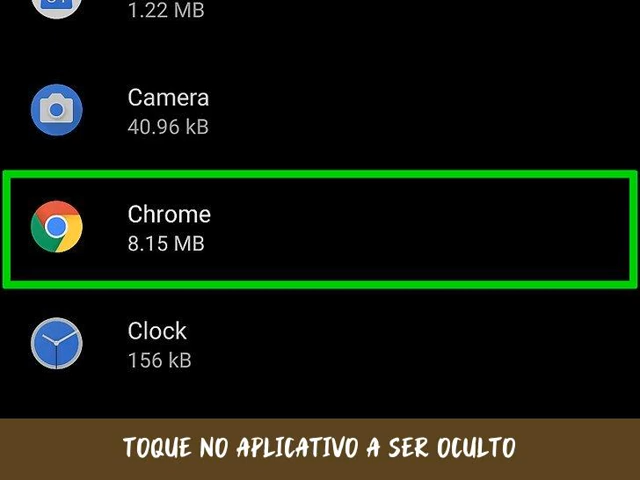 1.22 MB
Camera
40.96 kB
Chrome
8.15 MB
Clock
156 kB
TOQUE NO APLICATIVO A SER OCULTO